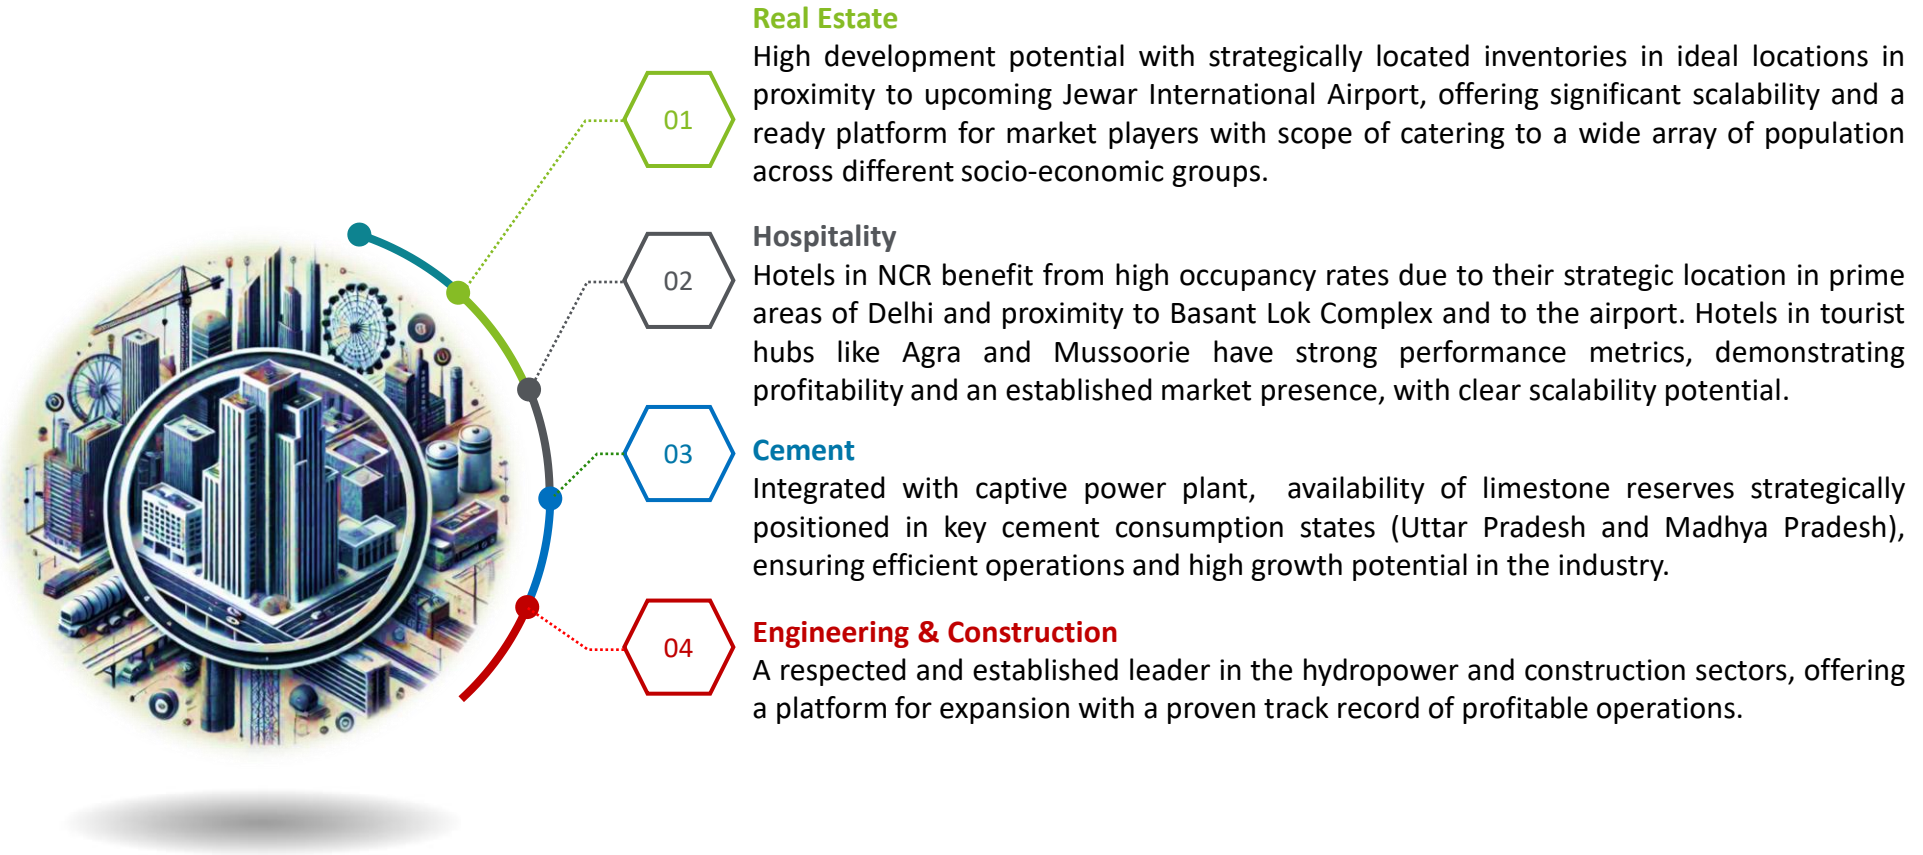 Real Estate
01
High development potential with strategically located inventories in ideal locations in
proximity to upcoming Jewar International Airport, offering significant scalability and a
ready platform for market players with scope of catering to a wide array of population
across different socio-economic groups.
Hospitality
02
Hotels in NCR benefit from high occupancy rates due to their strategic location in prime
areas of Delhi and proximity to Basant Lok Complex and to the airport. Hotels in tourist
hubs like Agra and Mussoorie have strong performance metrics, demonstrating
profitability and an established market presence, with clear scalability potential.
03
Cement
Integrated with captive power plant, availability of limestone reserves strategically
positioned in key cement consumption states (Uttar Pradesh and Madhya Pradesh),
ensuring efficient operations and high growth potential in the industry.
04
Engineering & Construction
A respected and established leader in the hydropower and construction sectors, offering
a platform for expansion with a proven track record of profitable operations.